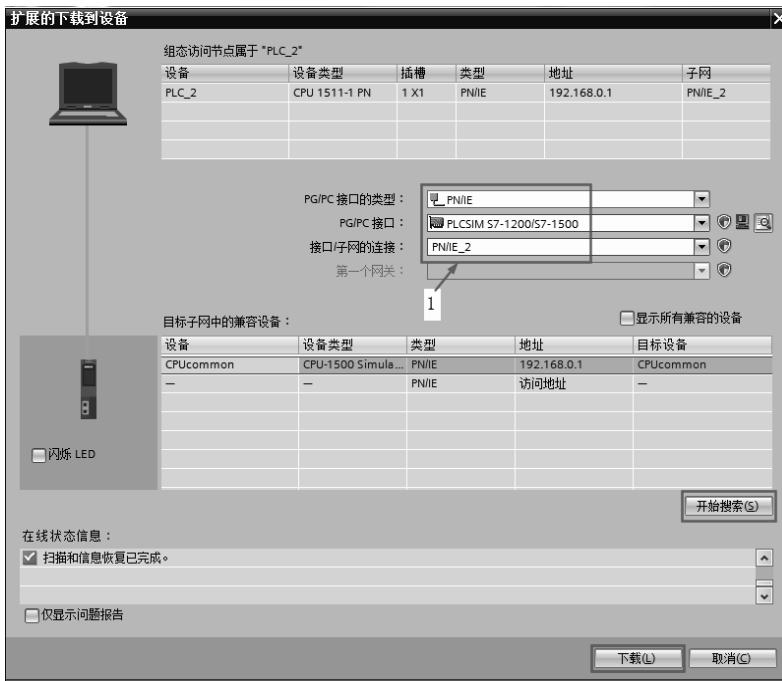 扩展的下载到设备
组态访问节点属于 "PLC_2"
设备 设备类型 插槽 类型 地址 子网
PLC_2 CPU 1511-1 PN 1 X1 PN/IE 192.168.0.1 PN/IE_2
PG/PC 接口的类型： PN/IE
PG/PC 接口： PLCSIM S7-1200/S7-1500
接口/子网的连接： PN/IE_2
第一个网关：
1
目标子网中的兼容设备： 显示所有兼容的设备
设备 设备类型 类型 地址 目标设备
CPUcommon CPU-1500 Simula... PN/IE 192.168.0.1 CPUcommon
— — PN/IE 访问地址 —
闪烁 LED
开始搜索(S)
在线状态信息：
扫描和信息恢复已完成。
仅显示问题报告
下载(L) 取消(C)